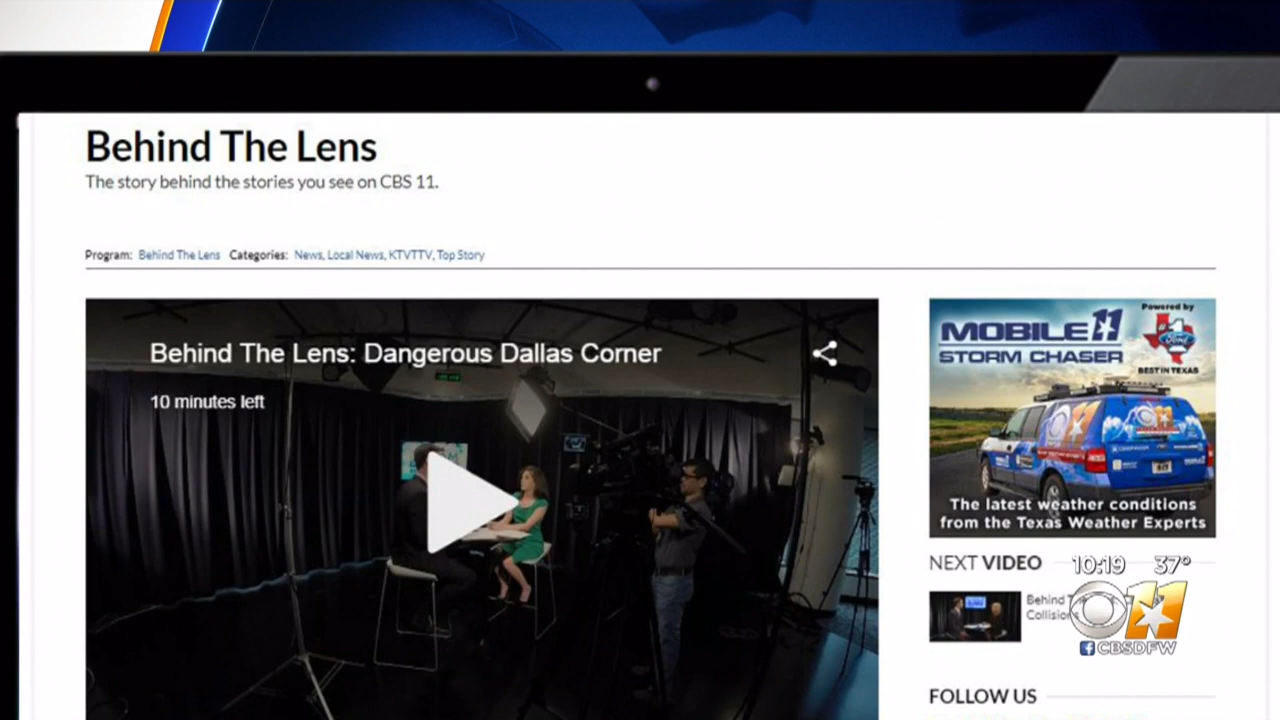 Behind The Lens
The story behind the stories you see on CBS 11.
Program: Behind The Lens Categories: News, Local News, KTVTTV, Top Story
Behind The Lens: Dangerous Dallas Corner
10 minutes left
Powered by
MOBILE 11
STORM CHASER
#1
Ford
BEST IN TEXAS
The latest weather conditions
from the Texas Weather Experts
NEXT VIDEO
Behind
10:19 37°
11
CBSDFW
FOLLOW US